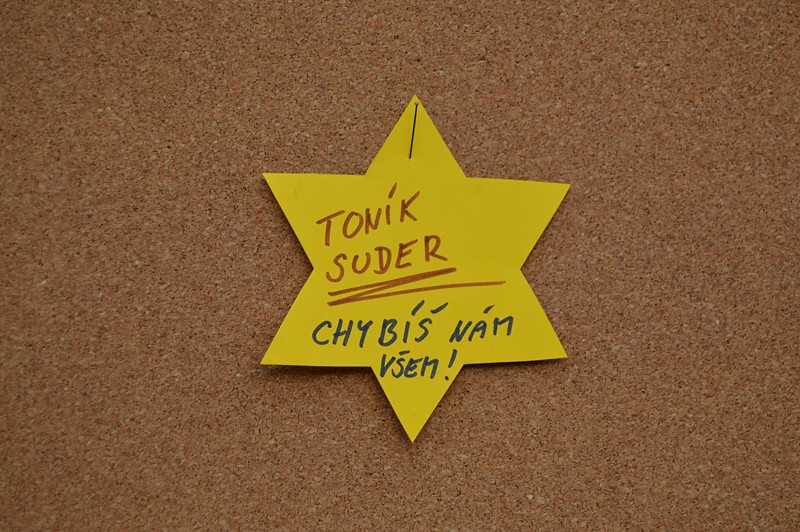 TONÍK
SUDER
CHYBÍŠ NÁM
VŠEM!